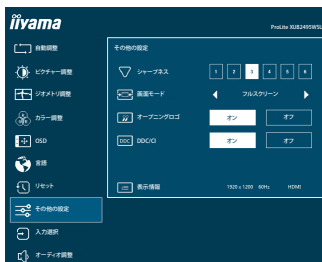 iiyama
ProLite XUB2495WSU
自動調整
ピクチャー調整
ジオメトリ調整
カラー調整
OSD
言語
リセット
その他の設定
入力選択
オーディオ調整
その他の設定
シャープネス 1 2 3 4 5 6
画面モード フルスクリーン
オープニングロゴ オン オフ
DDC DDC/CI オン オフ
表示情報 1920 x 1200 60Hz HDMI